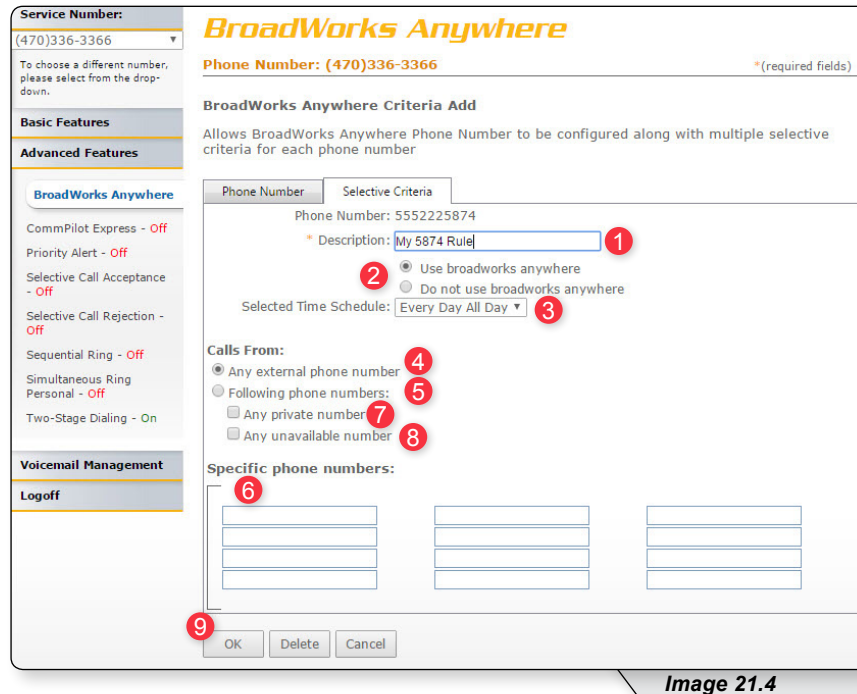 Service Number:
(470)336-3366
To choose a different number,
please select from the drop-
down.
Basic Features
Advanced Features
BroadWorks Anywhere
CommPilot Express - Off
Priority Alert - Off
Selective Call Acceptance
- Off
Selective Call Rejection -
Off
Sequential Ring - Off
Simultaneous Ring
Personal - Off
Two-Stage Dialing - On
Voicemail Management
Logoff
BroadWorks Anywhere
Phone Number: (470)336-3366 *(required fields)
BroadWorks Anywhere Criteria Add
Allows BroadWorks Anywhere Phone Number to be configured along with multiple selective
criteria for each phone number
Phone Number Selective Criteria
Phone Number: 5552225874
* Description: My 5874 Rule 1
2 Use broadworks anywhere
Do not use broadworks anywhere
Selected Time Schedule: Every Day All Day 3
Calls From:
Any external phone number 4
Following phone numbers: 5
Any private number 7
Any unavailable number 8
Specific phone numbers:
6
9
OK Delete Cancel
Image 21.4